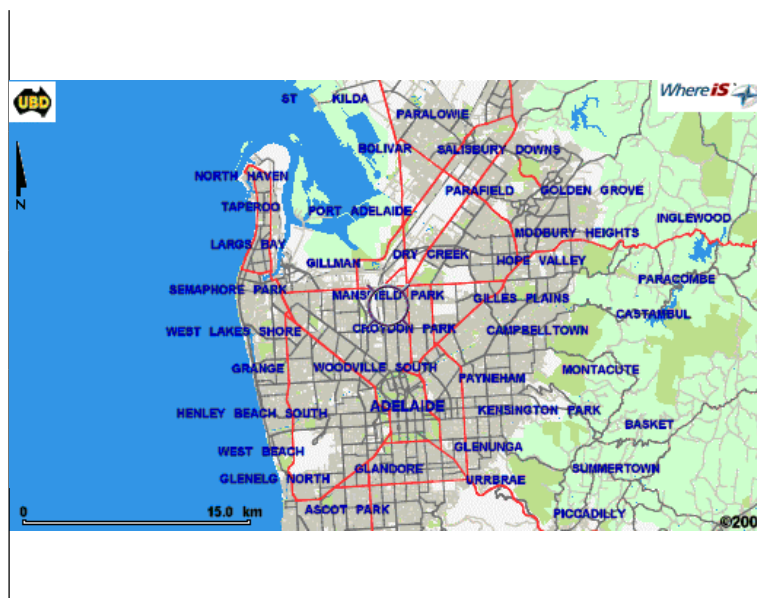 UBD
WhereiS
ST KILDA
PARALOWIE
BOLIVAR
SALISBURY DOWNS
NORTH HAVEN
PARAFIELD
GOLDEN GROVE
TAPEROO
PORT ADELAIDE
INGLEWOOD
MODBURY HEIGHTS
LARGS BAY
GILLMAN
DRY CREEK
HOPE VALLEY
PARACOMBE
SEMAPHORE PARK
MANSFIELD PARK
GILLES PLAINS
CASTAMBUL
WEST LAKES SHORE
CROYDON PARK
CAMPBELLTOWN
GRANGE
WOODVILLE SOUTH
MONTACUTE
PAYNEHAM
ADELAIDE
HENLEY BEACH SOUTH
KENSINGTON PARK
BASKET
WEST BEACH
GLENUNGA
GLANDORE
SUMMERTOWN
GLENELG NORTH
URRBRAE
ASCOT PARK
PICCADILLY
N
0 15.0 km
©200